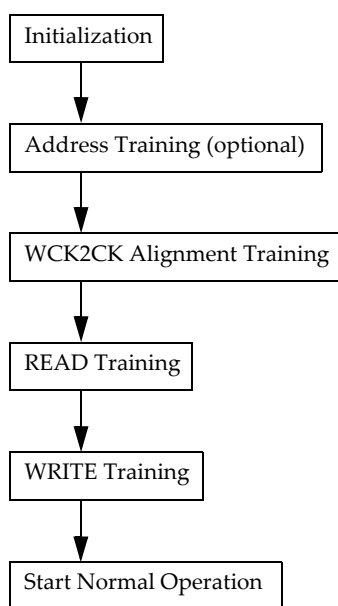 Initialization
Address Training (optional)
WCK2CK Alignment Training
READ Training
WRITE Training
Start Normal Operation